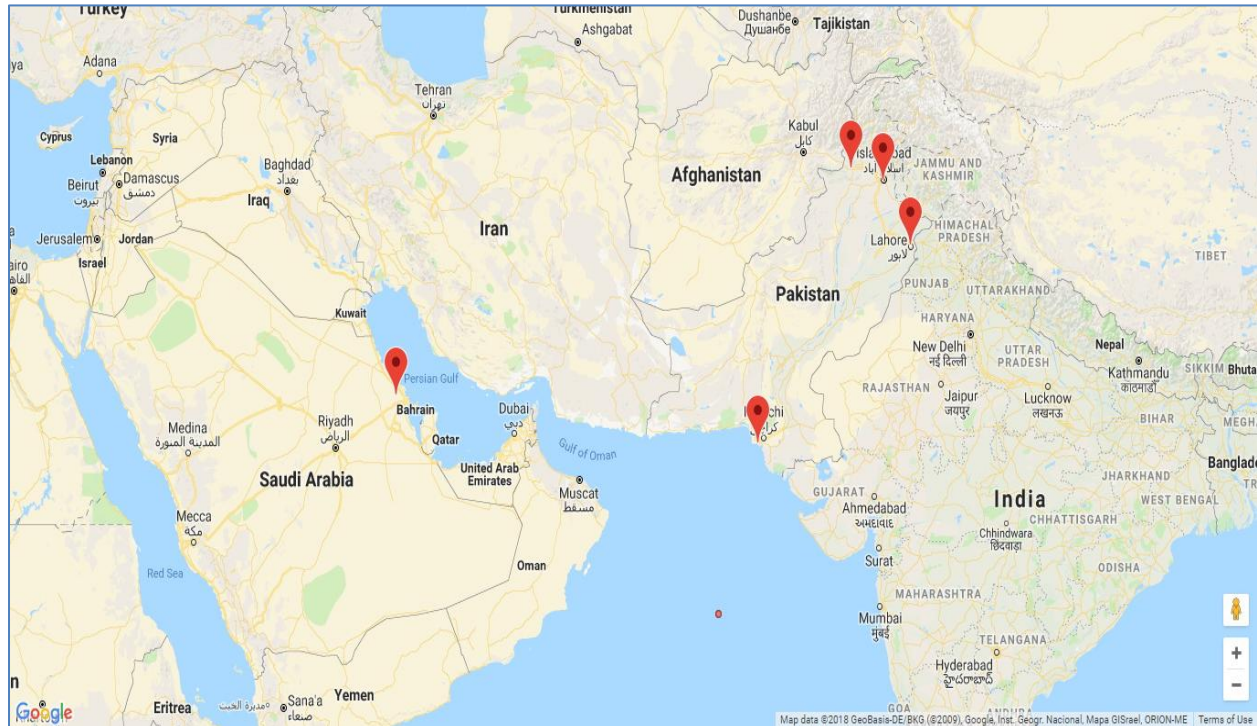 Turkey
Turkmenistan
Ashgabat
Dushanbe
Душанбе
Tajikistan
Adana
Tehran
تهران
Cyprus
Syria
Lebanon
Beirut
بيروت
Damascus
دمشق
Baghdad
بغداد
Iraq
Iran
Kabul
کابل
Afghanistan
JAMMU AND
KASHMIR
Jerusalem
Israel
Jordan
Lahore
لاہور
HIMACHAL
PRADESH
TIBET
Kuwait
Pakistan
PUNJAB
UTTARAKHAND
HARYANA
New Delhi
नई दिल्ली
UTTAR
PRADESH
Nepal
Kathmandu
काठमाडौं
SIKKIM
Bhuta
Persian Gulf
Bahrain
Qatar
Dubai
دبي
Riyadh
الرياض
Medina
المدينة المنورة
RAJASTHAN
Jaipur
जयपुर
Lucknow
लखनऊ
BIHAR
MEGHA
Gulf of Oman
United Arab
Emirates
Muscat
مسقط
Saudi Arabia
Mecca
مكة
Oman
Red Sea
GUJARAT
Ahmedabad
અમદાવાદ
India
JHARKHAND
WEST BENGAL
Banglade
CHHATTISGARH
Chhindwara
छिंदवाड़ा
Surat
ODISHA
MAHARASHTRA
Mumbai
मुंबई
TELANGANA
Hyderabad
హైదరాబాద్
GOA
Yemen
Sana'a
صنعاء
Eritrea
Google
Map data ©2018 GeoBasis-DE/BKG (©2009), Google, Inst. Geogr. Nacional, Mapa GISrael, ORION-ME
Terms of Use